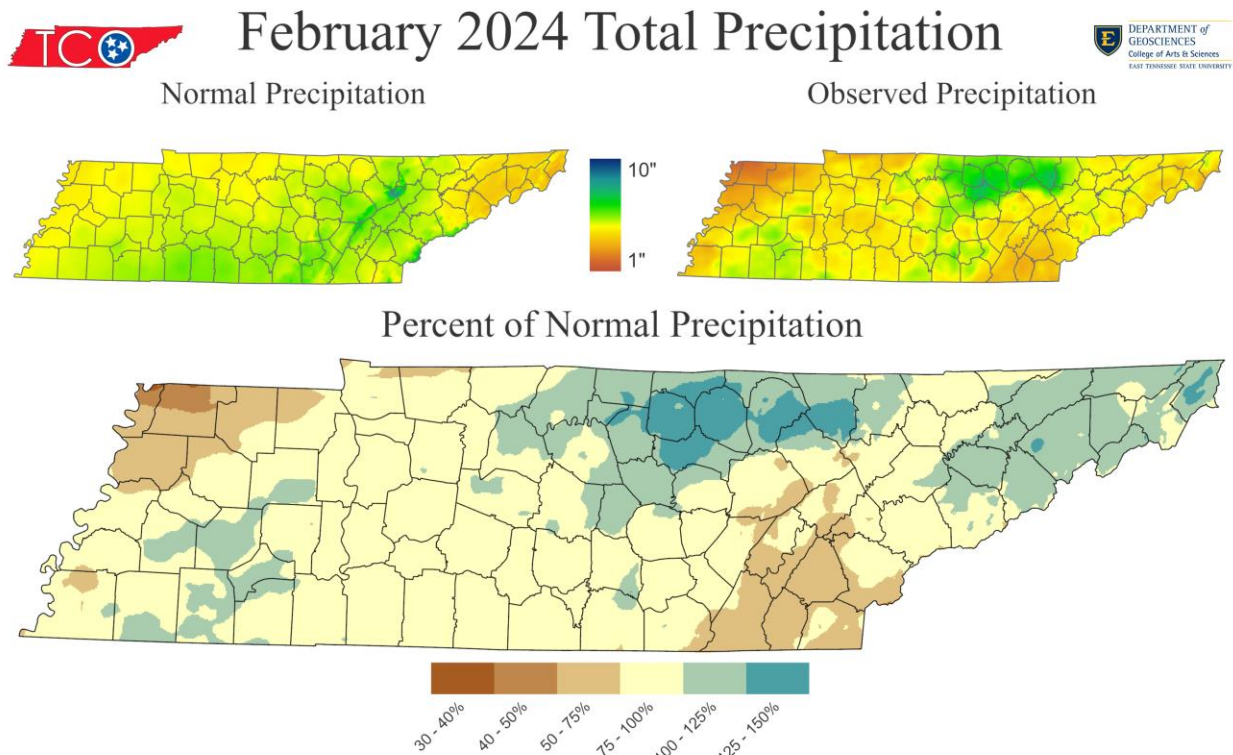 TCO
February 2024 Total Precipitation
E
DEPARTMENT of
GEOSCIENCES
College of Arts & Sciences
EAST TENNESSEE STATE UNIVERSITY
Normal Precipitation
Observed Precipitation
10"
1"
Percent of Normal Precipitation
30 - 40%
40 - 50%
50 - 75%
75 - 100%
100 - 125%
125 - 150%